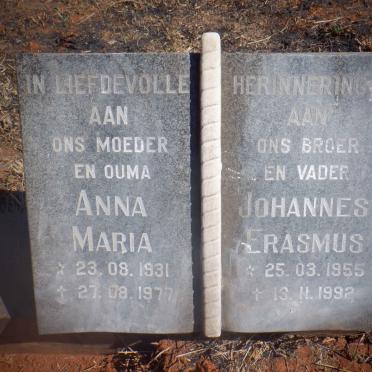 IN LIEFDEVOLLE
AAN
ONS MOEDER
EN OUMA
ANNA
MARIA
☆ 23.08.1931
✝ 27.08.1977
HERINNERING
AAN
ONS BROER
EN VADER
JOHANNES
ERASMUS
☆ 25.03.1955
✝ 13.11.1992